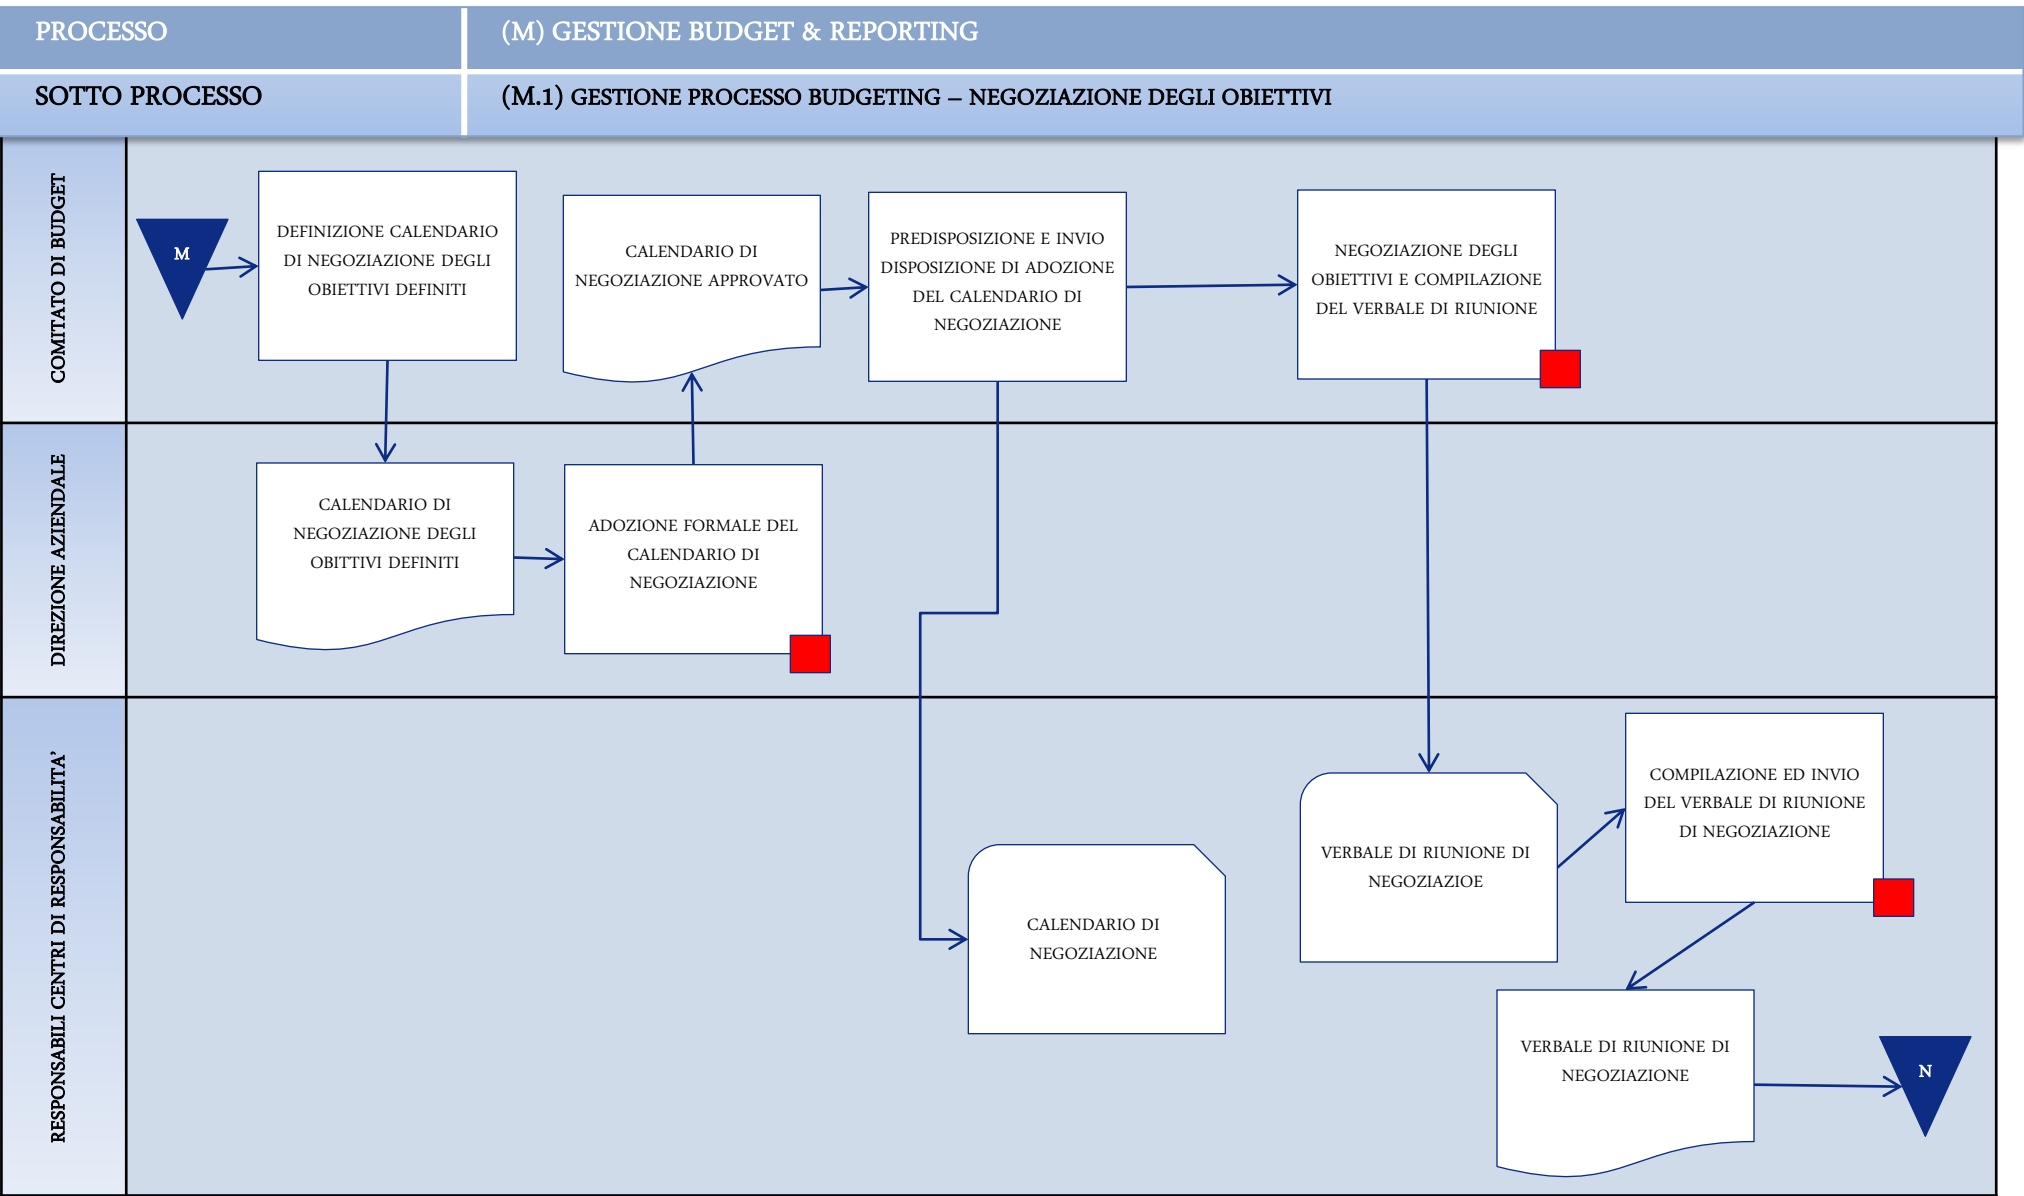 PROCESSO
(M) GESTIONE BUDGET & REPORTING
SOTTO PROCESSO
(M.1) GESTIONE PROCESSO BUDGETING – NEGOZIAZIONE DEGLI OBIETTIVI
COMITATO DI BUDGET
M
DEFINIZIONE CALENDARIO
DI NEGOZIAZIONE DEGLI
OBIETTIVI DEFINITI
CALENDARIO DI
NEGOZIAZIONE APPROVATO
PREDISPOSIZIONE E INVIO
DISPOSIZIONE DI ADOZIONE
DEL CALENDARIO DI
NEGOZIAZIONE
NEGOZIAZIONE DEGLI
OBIETTIVI E COMPILAZIONE
DEL VERBALE DI RIUNIONE
DIREZIONE AZIENDALE
CALENDARIO DI
NEGOZIAZIONE DEGLI
OBITTIVI DEFINITI
ADOZIONE FORMALE DEL
CALENDARIO DI
NEGOZIAZIONE
RESPONSABILI CENTRI DI RESPONSABILITA’
CALENDARIO DI
NEGOZIAZIONE
VERBALE DI RIUNIONE DI
NEGOZIAZIOE
COMPILAZIONE ED INVIO
DEL VERBALE DI RIUNIONE
DI NEGOZIAZIONE
VERBALE DI RIUNIONE DI
NEGOZIAZIONE
N